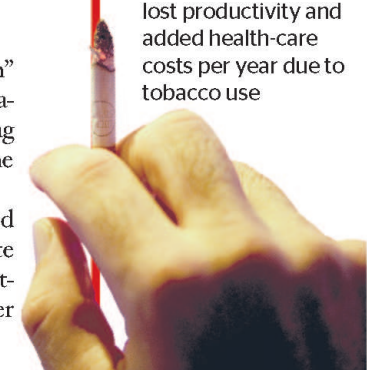 lost productivity and
added health-care
costs per year due to
tobacco use